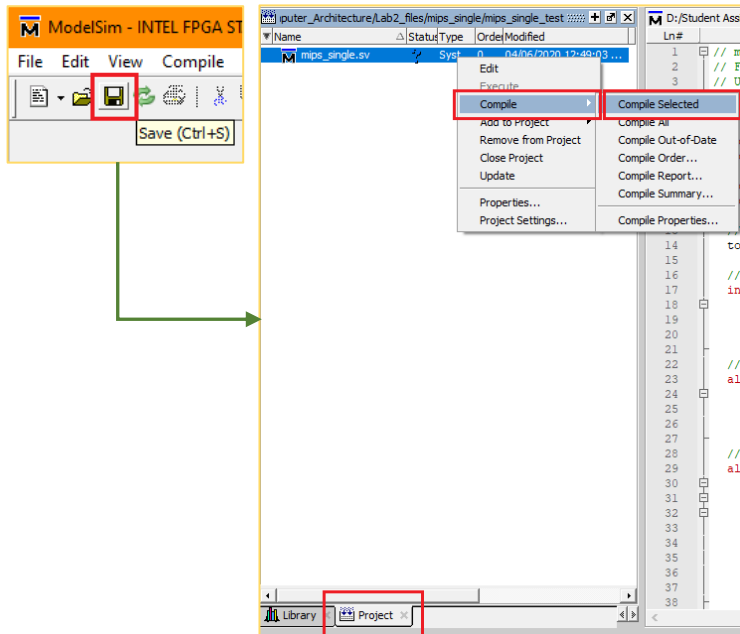 ModelSim - INTEL FPGA ST
File Edit View Compile
Save (Ctrl+S)
iputer_Architecture/Lab2_files/mips_single/mips_single_test
Name Status Type Order Modified
mips_single.sv Syst... 0 04/06/2020 12:49:03 ...
Edit
Execute
Compile
Add to Project
Remove from Project
Close Project
Update
Properties...
Project Settings...
Compile Selected
Compile All
Compile Out-of-Date
Compile Order...
Compile Report...
Compile Summary...
Compile Properties...
Library
Project
D:/Student Ass
Ln#
1 // m
2 // F
3 // U
14 to
15
16 //
17 in
18
19
20
21
22 //
23 al
24
25
26
27
28 //
29 al
30
31
32
33
34
35
36
37
38